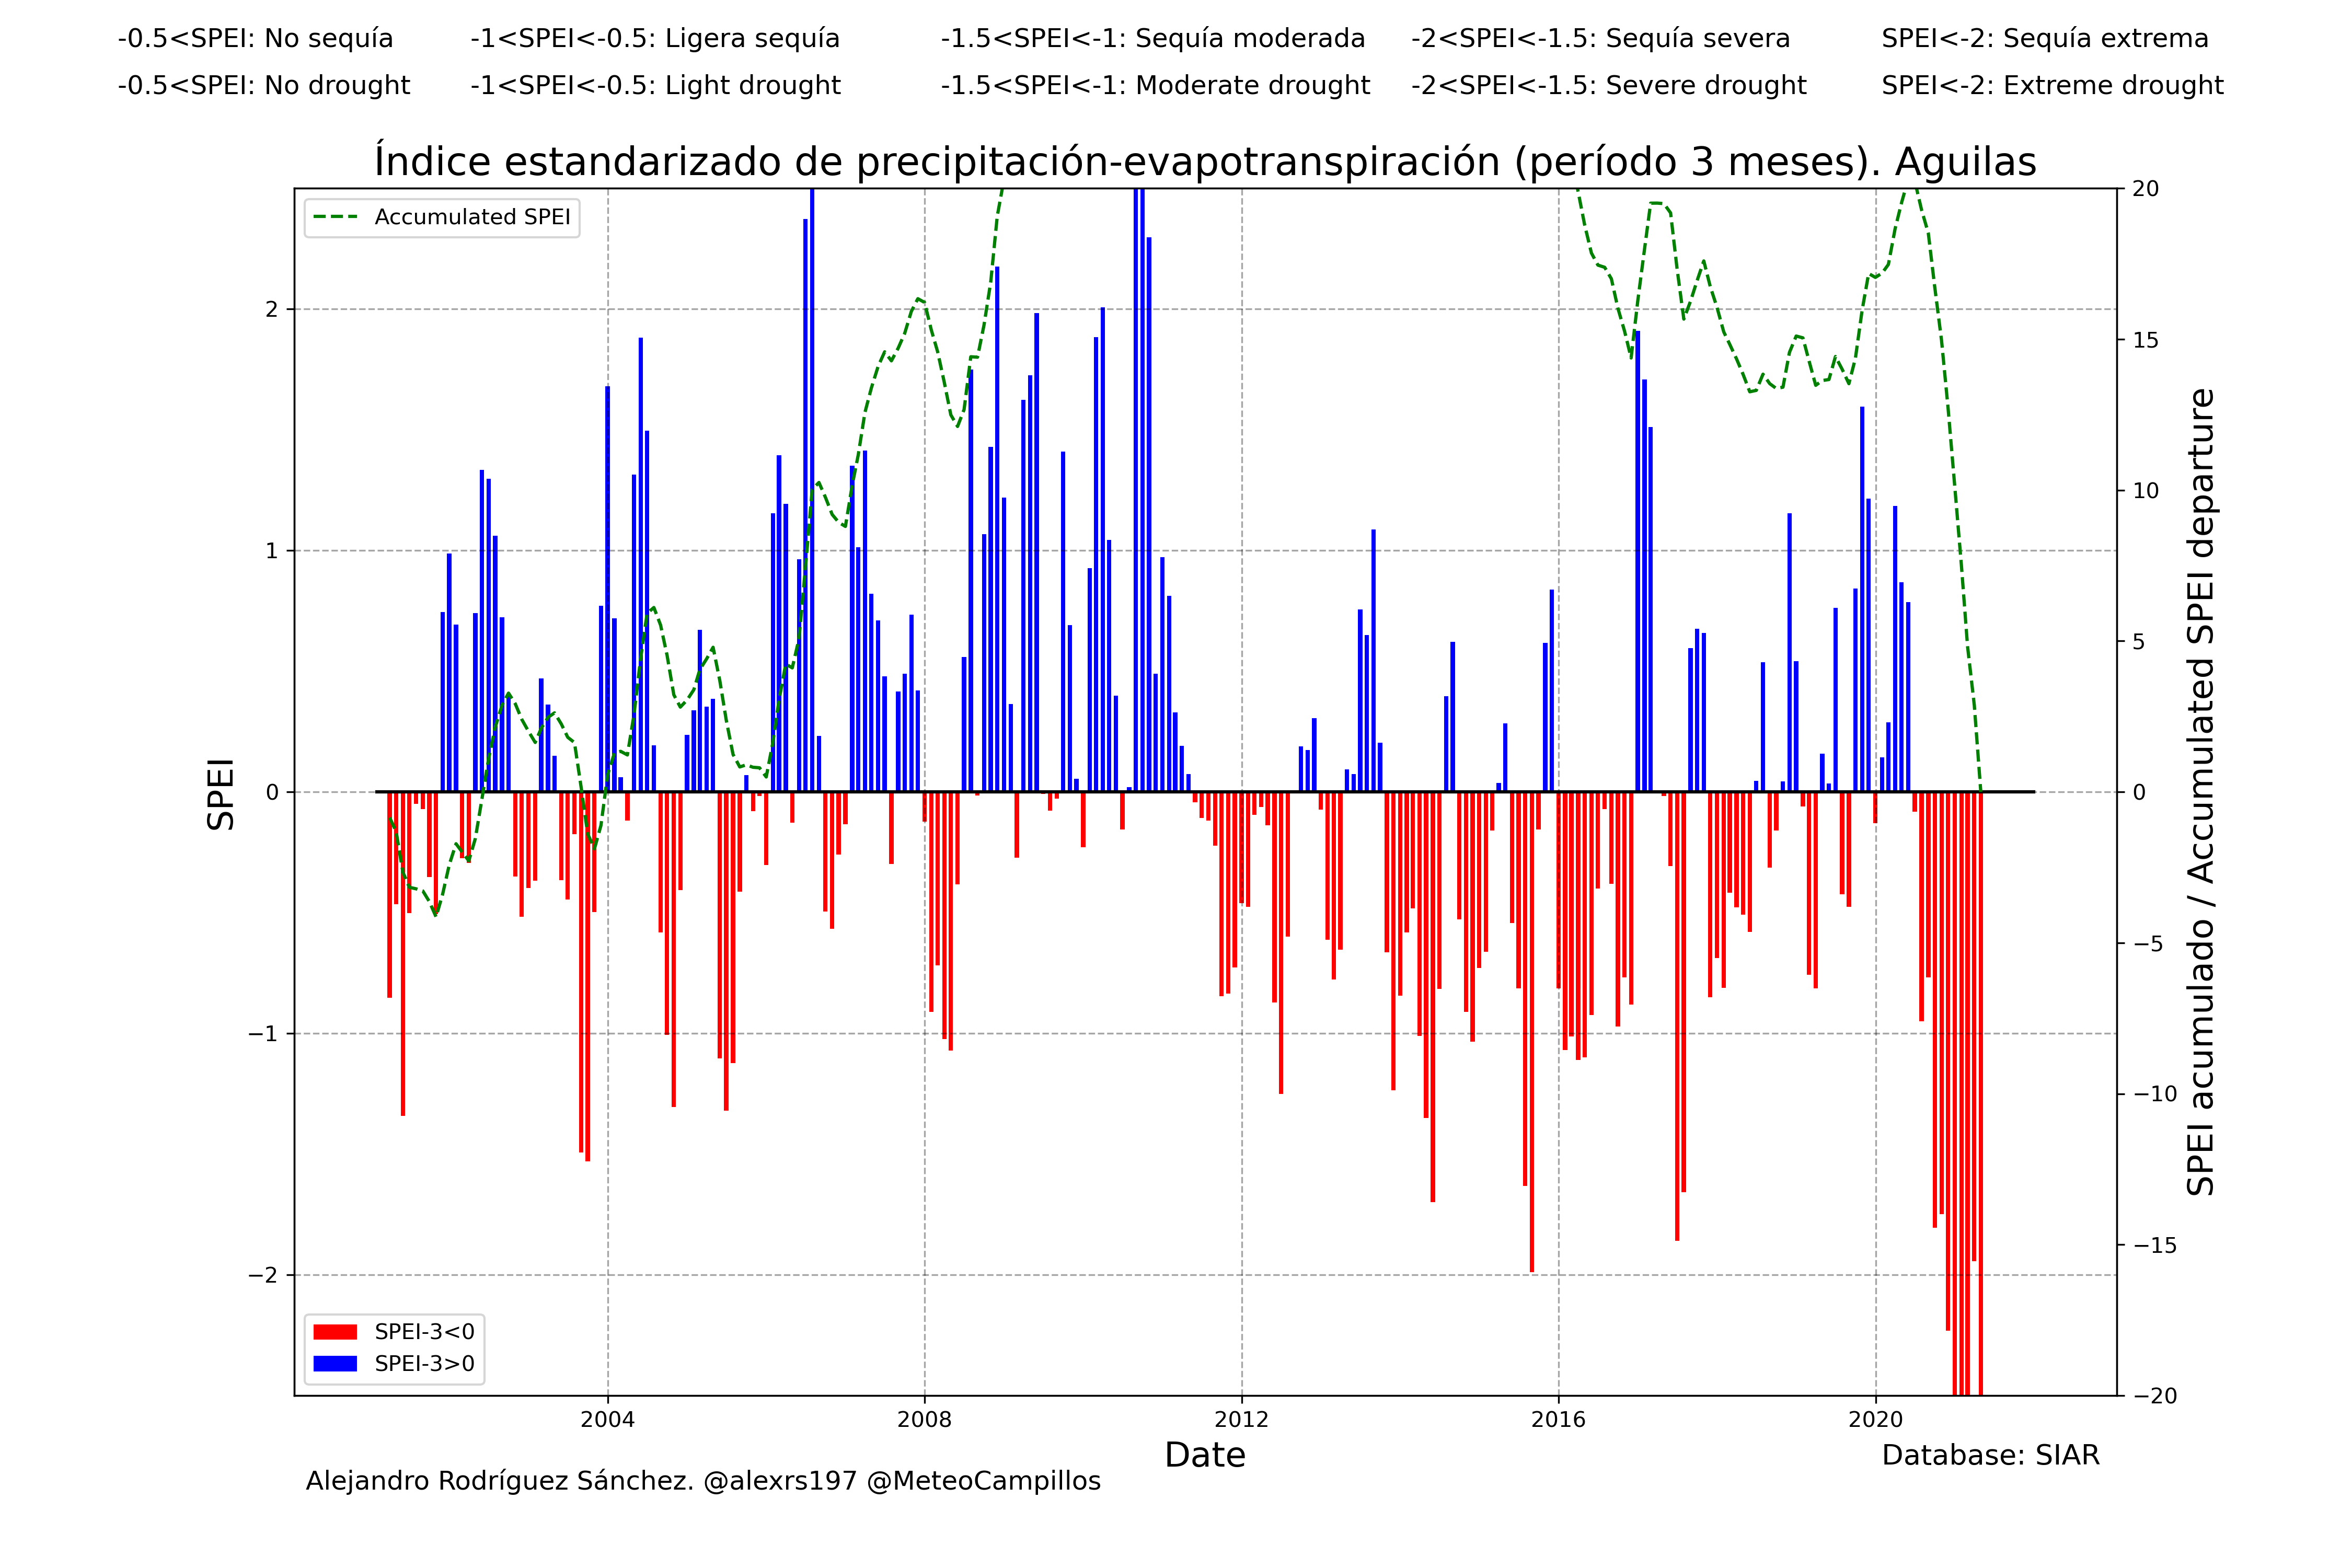 -0.5<SPEI: No sequía -1<SPEI<-0.5: Ligera sequía -1.5<SPEI<-1: Sequía moderada -2<SPEI<-1.5: Sequía severa SPEI<-2: Sequía extrema
-0.5<SPEI: No drought -1<SPEI<-0.5: Light drought -1.5<SPEI<-1: Moderate drought -2<SPEI<-1.5: Severe drought SPEI<-2: Extreme drought
Índice estandarizado de precipitación-evapotranspiración (período 3 meses). Aguilas
Accumulated SPEI
SPEI
2
1
0
−1
−2
20
15
10
5
0
−5
−10
−15
−20
SPEI acumulado / Accumulated SPEI departure
SPEI-3<0
SPEI-3>0
2004 2008 2012 2016 2020
Date
Database: SIAR
Alejandro Rodríguez Sánchez. @alexrs197 @MeteoCampillos